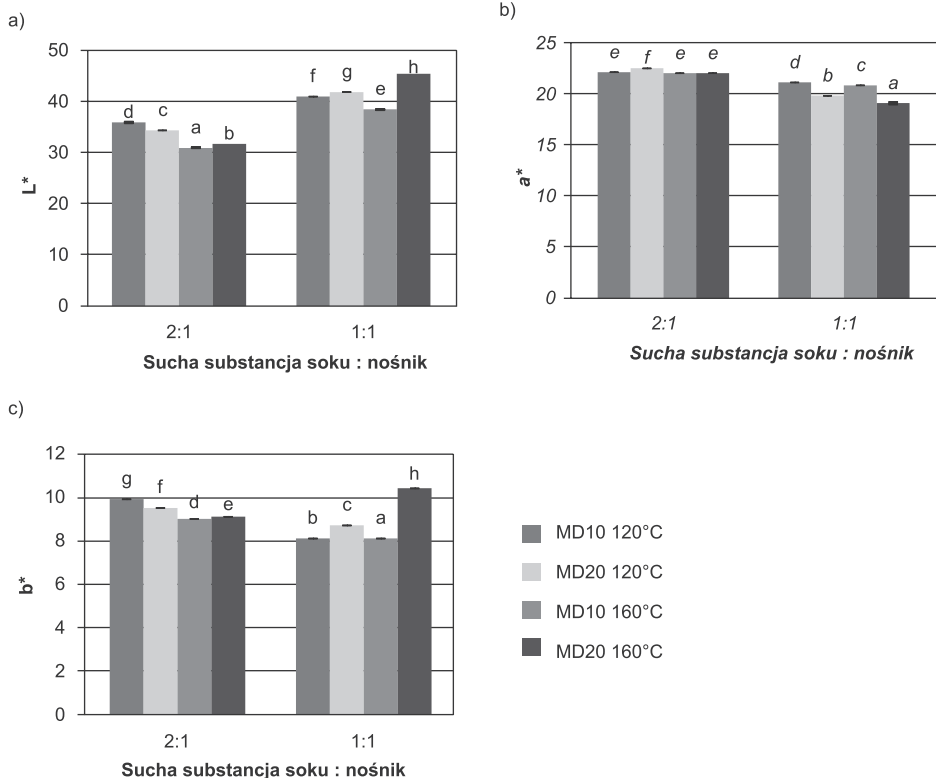 a)
50
40
30
20
10
0
L*
d c a b f g e h
2:1 1:1
Sucha substancja soku : nośnik
b)
25
20
15
10
5
0
a*
e f e e d b c a
2:1 1:1
Sucha substancja soku : nośnik
c)
12
10
8
6
4
2
0
b*
g f d e b c a h
2:1 1:1
Sucha substancja soku : nośnik
MD10 120°C
MD20 120°C
MD10 160°C
MD20 160°C